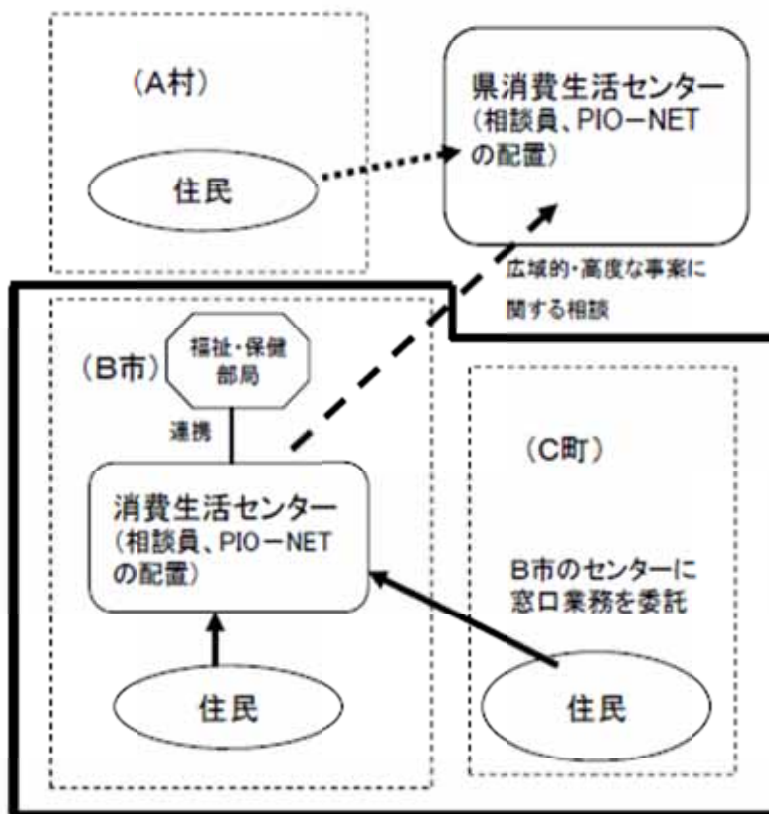 (A村)
住民
県消費生活センター
(相談員、PIO－NET
の配置)
広域的・高度な事案に
関する相談
(B市)
福祉・保健
部局
連携
消費生活センター
(相談員、PIO－NET
の配置)
住民
(C町)
B市のセンターに
窓口業務を委託
住民